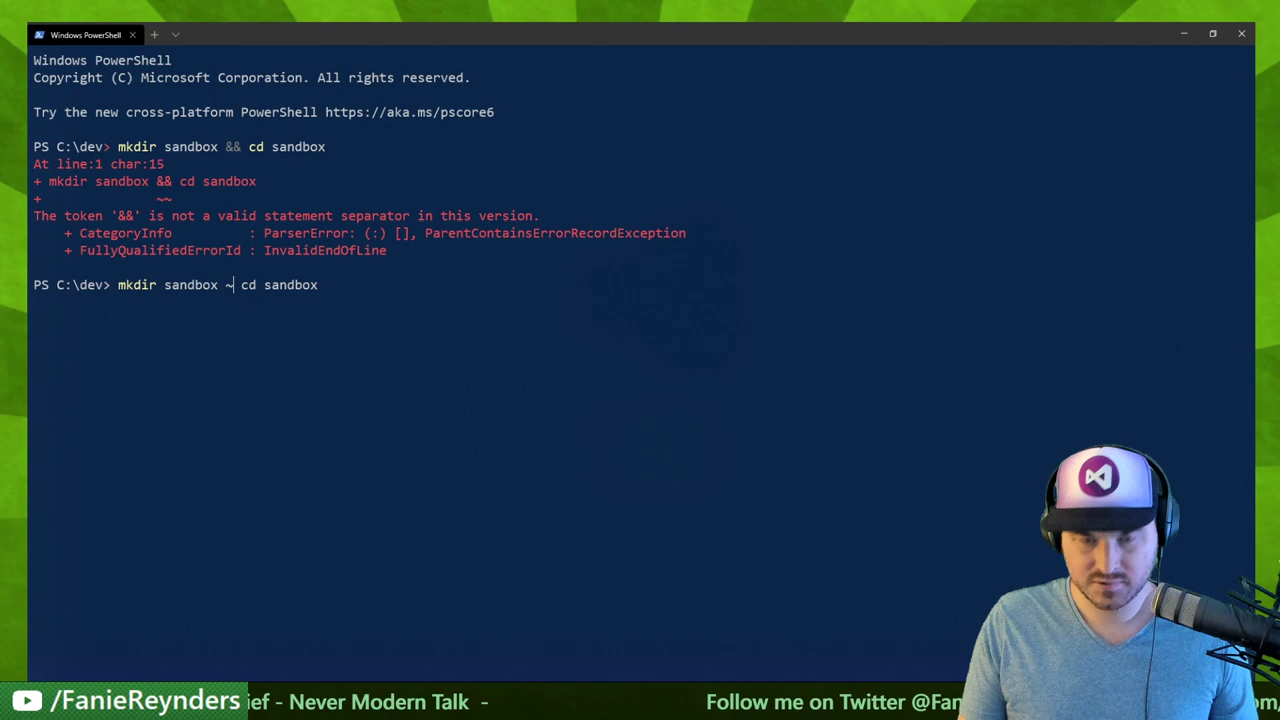 Windows PowerShell
Windows PowerShell
Copyright (C) Microsoft Corporation. All rights reserved.
Try the new cross-platform PowerShell https://aka.ms/pscore6
PS C:\dev> mkdir sandbox && cd sandbox
At line:1 char:15
+ mkdir sandbox && cd sandbox
+               ~~
The token '&&' is not a valid statement separator in this version.
+ CategoryInfo          : ParserError: (:) [], ParentContainsErrorRecordException
+ FullyQualifiedErrorId : InvalidEndOfLine
PS C:\dev> mkdir sandbox ~ cd sandbox
/FanieReynders
ief - Never Modern Talk -
Follow me on Twitter @Fan
om/